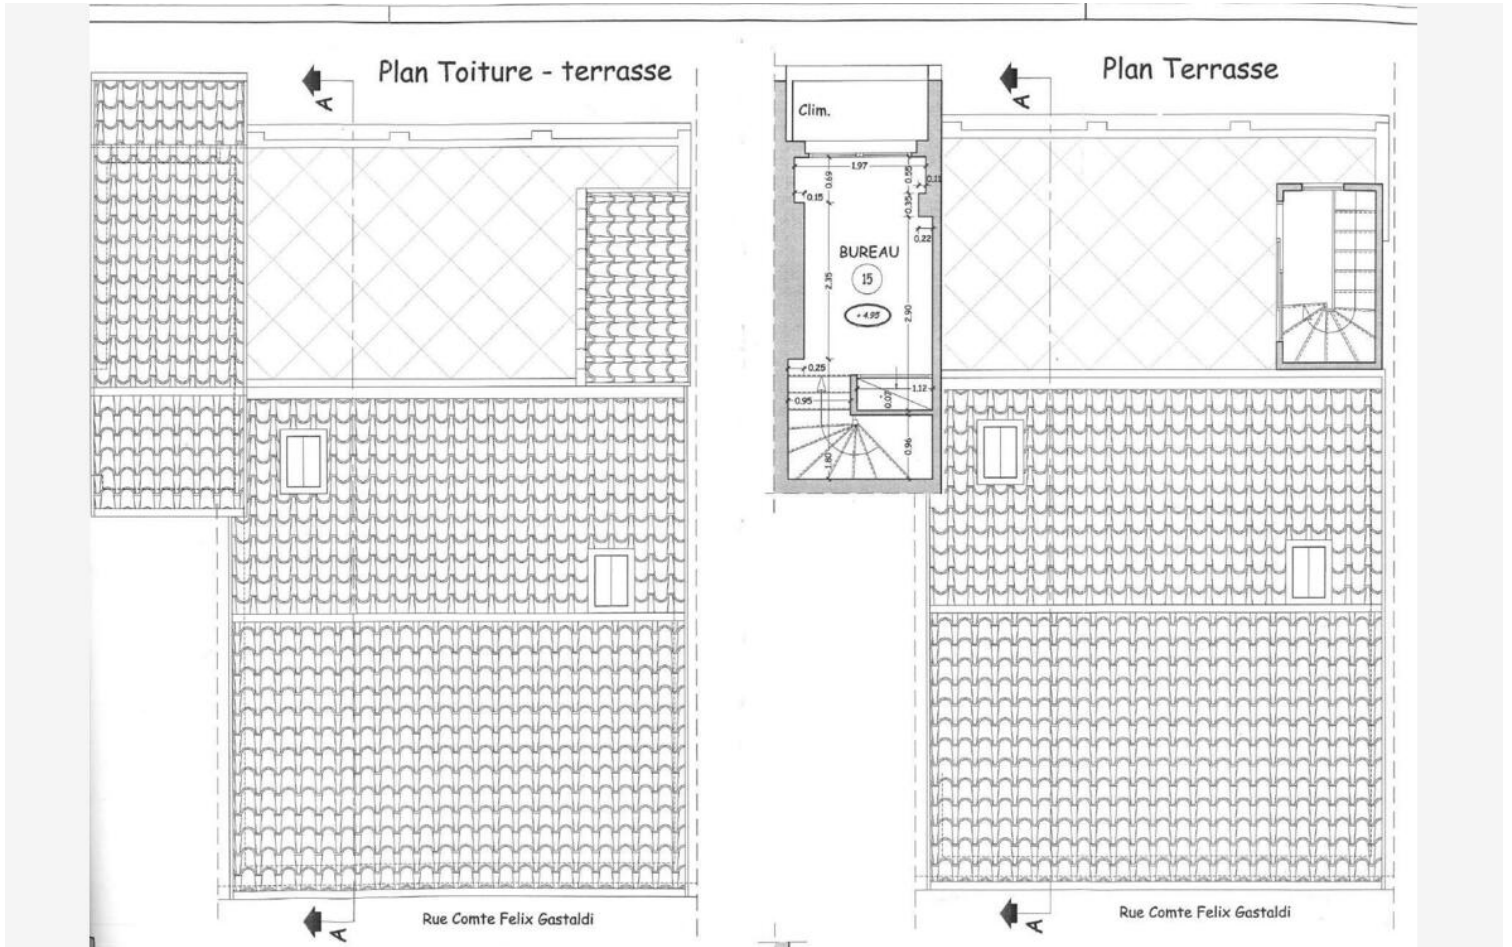 Plan Toiture - terrasse
A
A
Rue Comte Felix Gastaldi
Plan Terrasse
A
Clim.
1.97
0.69
0.55
0.11
0.15
0.35
0.22
BUREAU
15
2.35
+ 4.95
2.90
0.25
1.12
0.95
0.07
0.96
1.80
A
Rue Comte Felix Gastaldi